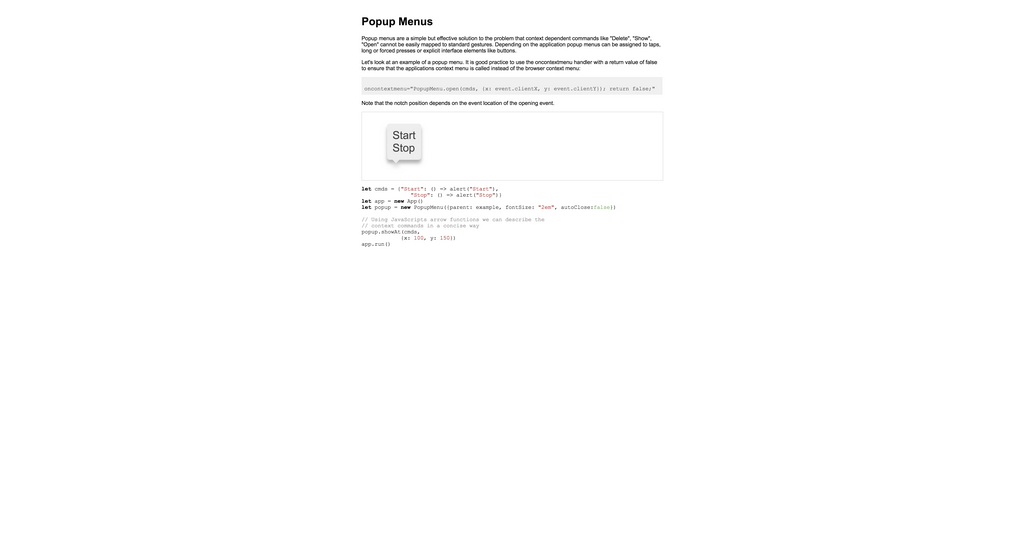 Popup Menus
Popup menus are a simple but effective solution to the problem that context dependent commands like "Delete", "Show",
"Open" cannot be easily mapped to standard gestures. Depending on the application popup menus can be assigned to taps,
long or forced presses or explicit interface elements like buttons.
Let's look at an example of a popup menu. It is good practice to use the oncontextmenu handler with a return value of false
to ensure that the applications context menu is called instead of the browser context menu:
oncontextmenu="PopupMenu.open(cmds, {x: event.clientX, y: event.clientY}); return false;"
Note that the notch position depends on the event location of the opening event.
Start
Stop
let cmds = {"Start": () => alert("Start"),
"Stop": () => alert("Stop")}
let app = new App()
let popup = new PopupMenu({parent: example, fontSize: "2em", autoClose:false})
// Using JavaScripts arrow functions we can describe the
// context commands in a concise way
popup.showAt(cmds,
{x: 100, y: 150})
app.run()